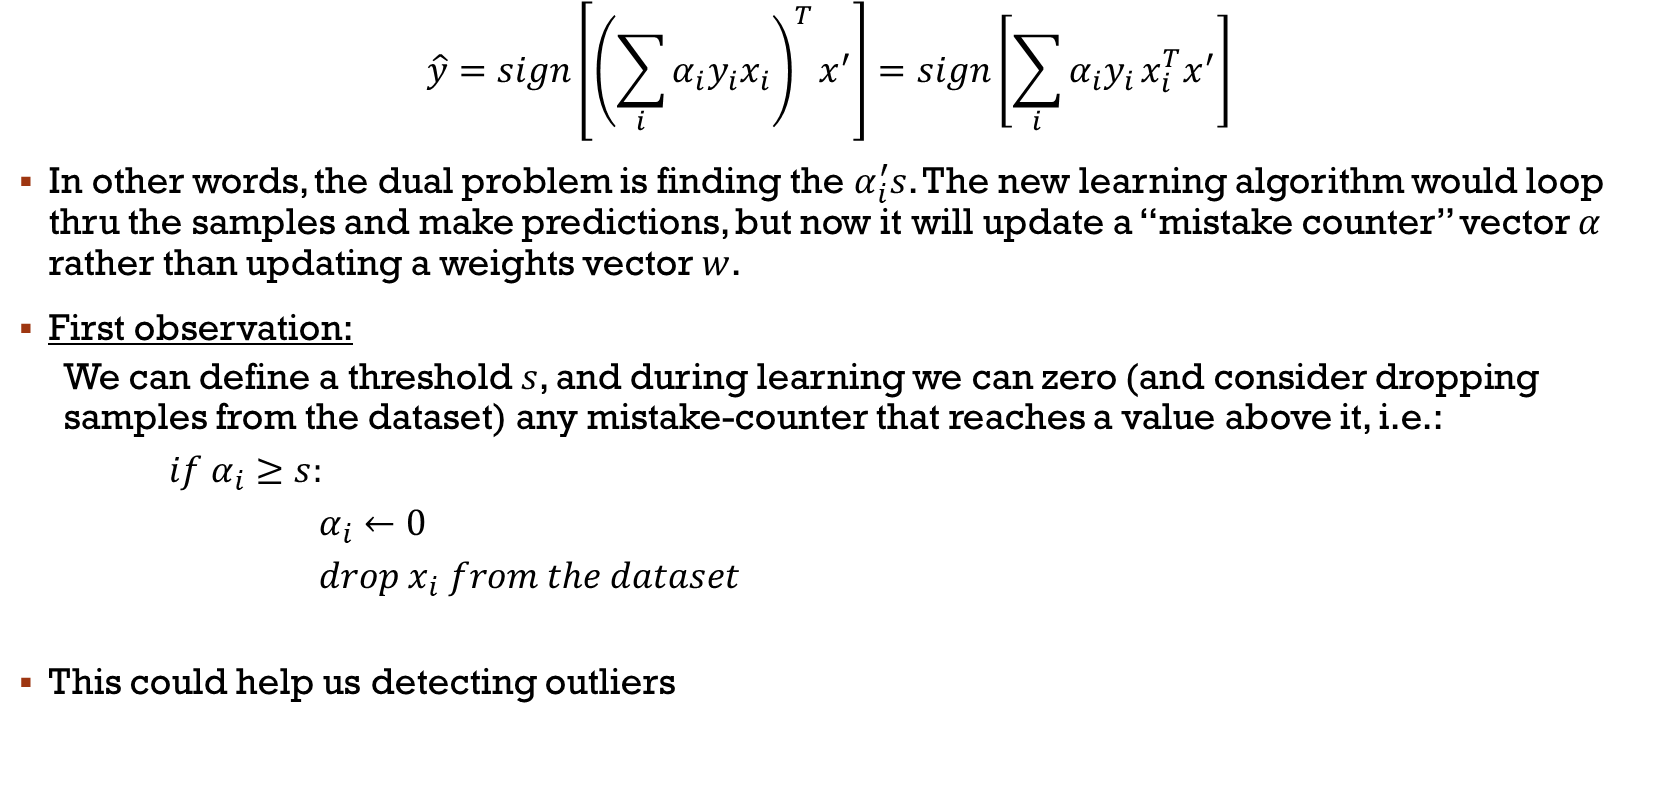 ŷ = sign[(∑ᵢ αᵢyᵢxᵢ)ᵀ x′] = sign[∑ᵢ αᵢyᵢ xᵢᵀx′]
▪ In other words, the dual problem is finding the αᵢ′s. The new learning algorithm would loop
thru the samples and make predictions, but now it will update a “mistake counter” vector α
rather than updating a weights vector w.
▪ First observation:
We can define a threshold s, and during learning we can zero (and consider dropping
samples from the dataset) any mistake-counter that reaches a value above it, i.e.:
if αᵢ ≥ s:
αᵢ ← 0
drop xᵢ from the dataset
▪ This could help us detecting outliers